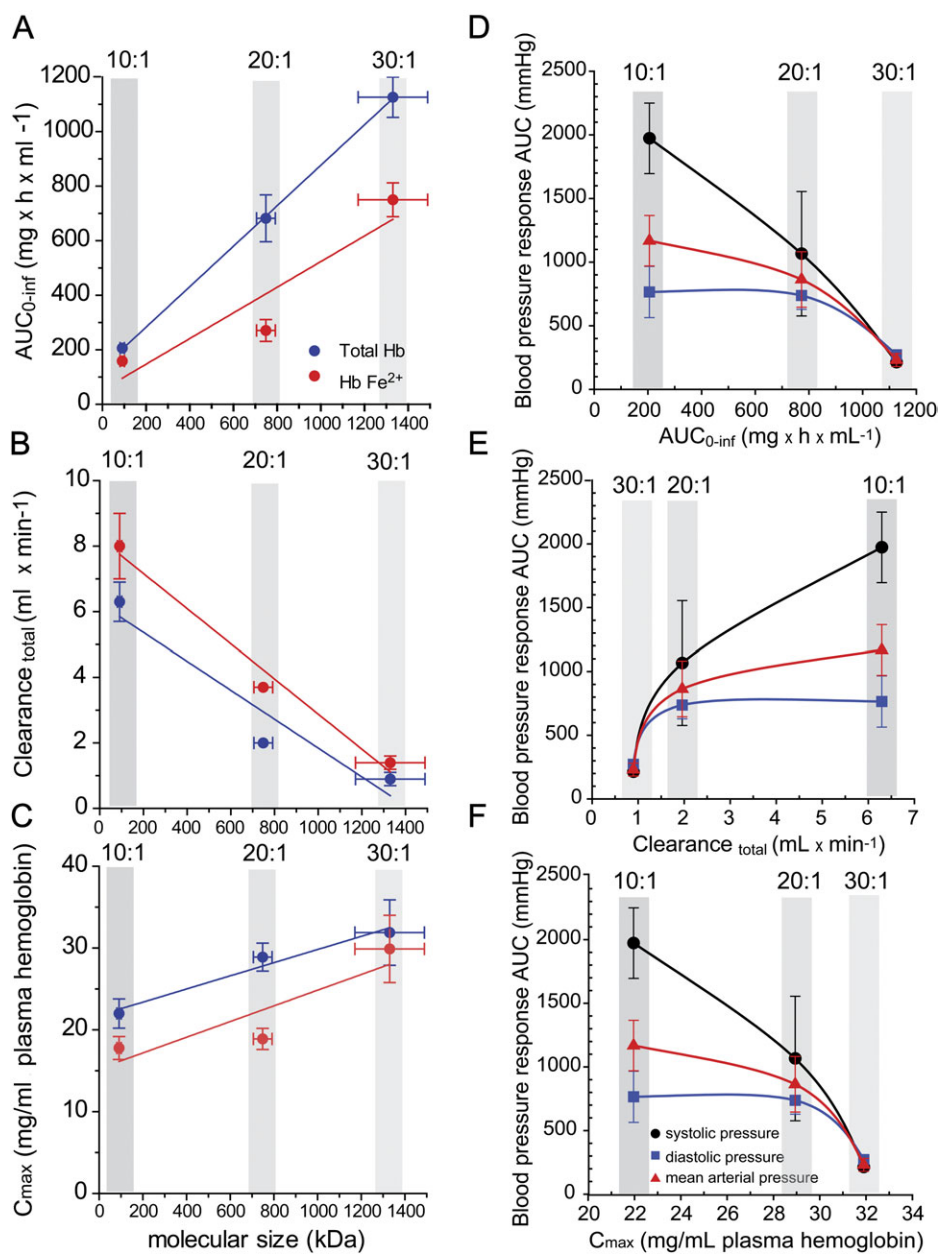 A
10:1 20:1 30:1
1200
1000
800
600
400
200
0
AUC0-inf (mg x h x ml -1)
Total Hb
Hb Fe2+
0 200 400 600 800 1000 1200 1400
B
10:1 20:1 30:1
10
8
6
4
2
0
Clearance total (ml x min-1)
0 200 400 600 800 1000 1200 1400
C
10:1 20:1 30:1
40
30
20
10
0
Cmax (mg/ml plasma hemoglobin)
0 200 400 600 800 1000 1200 1400
molecular size (kDa)
D
10:1 20:1 30:1
2500
2000
1500
1000
500
0
Blood pressure response AUC (mmHg)
0 200 400 600 800 1000 1200
AUC0-inf (mg x h x mL-1)
E
30:1 20:1 10:1
2500
2000
1500
1000
500
0
Blood pressure response AUC (mmHg)
0 1 2 3 4 5 6 7
Clearance total (mL x min-1)
F
10:1 20:1 30:1
2500
2000
1500
1000
500
0
Blood pressure response AUC (mmHg)
systolic pressure
diastolic pressure
mean arterial pressure
20 22 24 26 28 30 32 34
Cmax (mg/mL plasma hemoglobin)